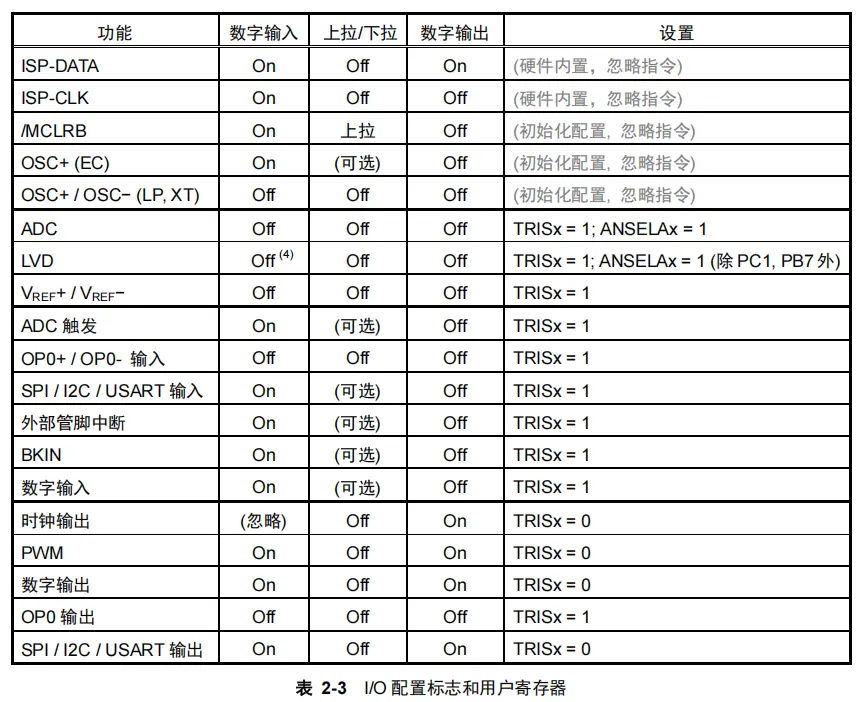 功能 数字输入 上拉/下拉 数字输出 设置
ISP-DATA On Off On (硬件内置，忽略指令)
ISP-CLK On Off Off (硬件内置，忽略指令)
/MCLRB On 上拉 Off (初始化配置, 忽略指令)
OSC+ (EC) On (可选) Off (初始化配置, 忽略指令)
OSC+ / OSC− (LP, XT) Off Off Off (初始化配置, 忽略指令)
ADC Off Off Off TRISx = 1; ANSELAx = 1
LVD Off (4) Off Off TRISx = 1; ANSELAx = 1 (除 PC1, PB7 外)
VREF+ / VREF− Off Off Off TRISx = 1
ADC 触发 On (可选) Off TRISx = 1
OP0+ / OP0- 输入 Off Off Off TRISx = 1
SPI / I2C / USART 输入 On (可选) Off TRISx = 1
外部管脚中断 On (可选) Off TRISx = 1
BKIN On (可选) Off TRISx = 1
数字输入 On (可选) Off TRISx = 1
时钟输出 (忽略) Off On TRISx = 0
PWM On Off On TRISx = 0
数字输出 On Off On TRISx = 0
OP0 输出 Off Off Off TRISx = 1
SPI / I2C / USART 输出 On Off On TRISx = 0
表 2-3 I/O 配置标志和用户寄存器